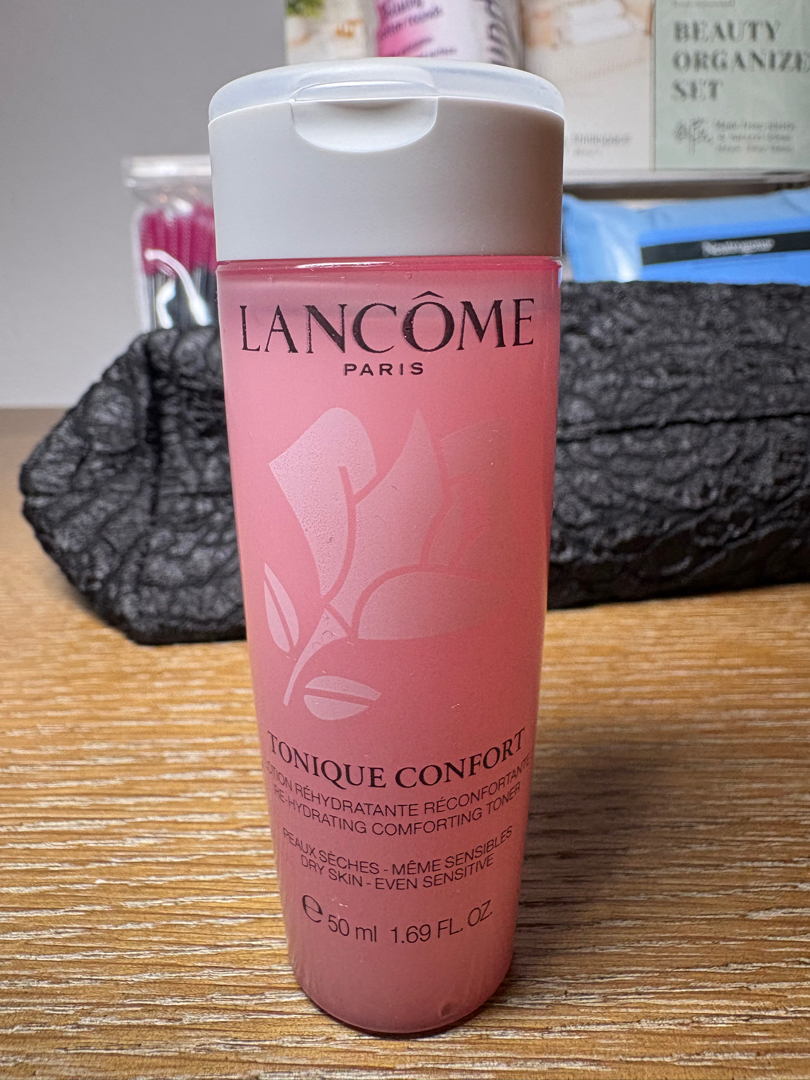 BEAUTY
ORGANIZE
SET
Neutrogena
LANCÔME
PARIS
TONIQUE CONFORT
LOTION RÉHYDRATANTE RÉCONFORTANTE
RE-HYDRATING COMFORTING TONER
PEAUX SÈCHES - MÊME SENSIBLES
DRY SKIN - EVEN SENSITIVE
e 50 ml 1.69 FL. OZ.